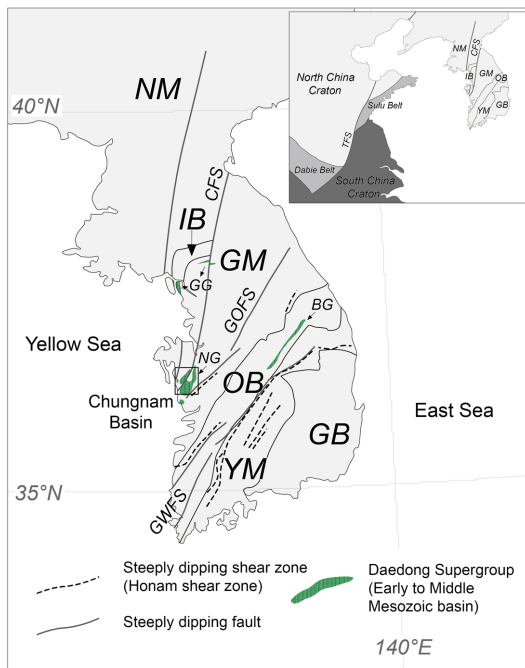 NM
CFS
North China
Craton
IB
GM
OB
YM
GB
Sulu Belt
TFS
Dabie Belt
South China
Craton
40°N
NM
CFS
IB
GM
GG
GOFS
BG
Yellow Sea
NG
OB
Chungnam
Basin
East Sea
GB
YM
35°N
GWFS
Steeply dipping shear zone
(Honam shear zone)
Steeply dipping fault
Daedong Supergroup
(Early to Middle
Mesozoic basin)
140°E